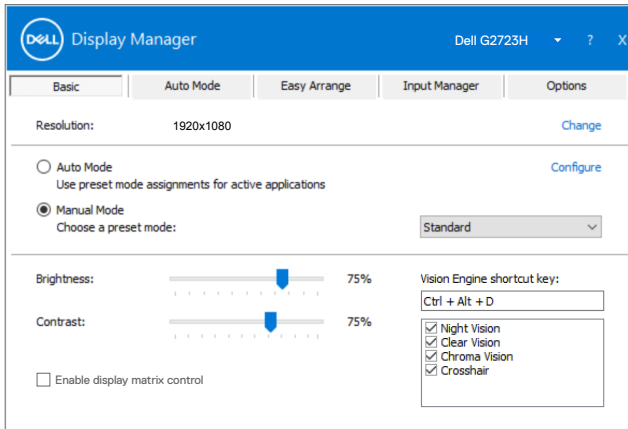 DELL Display Manager Dell G2723H ? X
Basic Auto Mode Easy Arrange Input Manager Options
Resolution: 1920x1080 Change
Auto Mode Configure
Use preset mode assignments for active applications
Manual Mode
Choose a preset mode: Standard
Brightness: 75% Vision Engine shortcut key:
Ctrl + Alt + D
Contrast: 75%
Night Vision
Clear Vision
Chroma Vision
Crosshair
Enable display matrix control